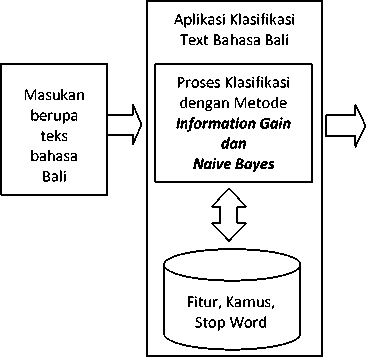 Masukan
berupa
teks
bahasa
Bali
Aplikasi Klasifikasi
Text Bahasa Bali
Proses Klasifikasi
dengan Metode
Information Gain
dan
Naive Bayes
Fitur, Kamus,
Stop Word